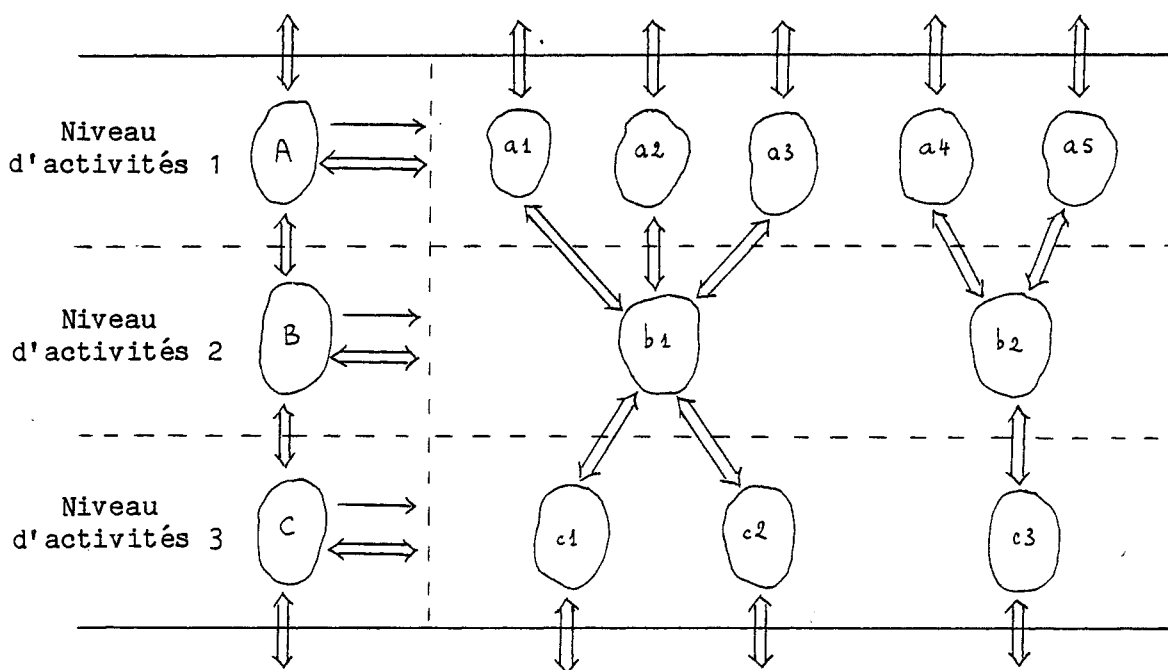 Niveau
d'activités 1
A
a1 a2 a3 a4 a5
Niveau
d'activités 2
B
b1 b2
Niveau
d'activités 3
C
c1 c2 c3